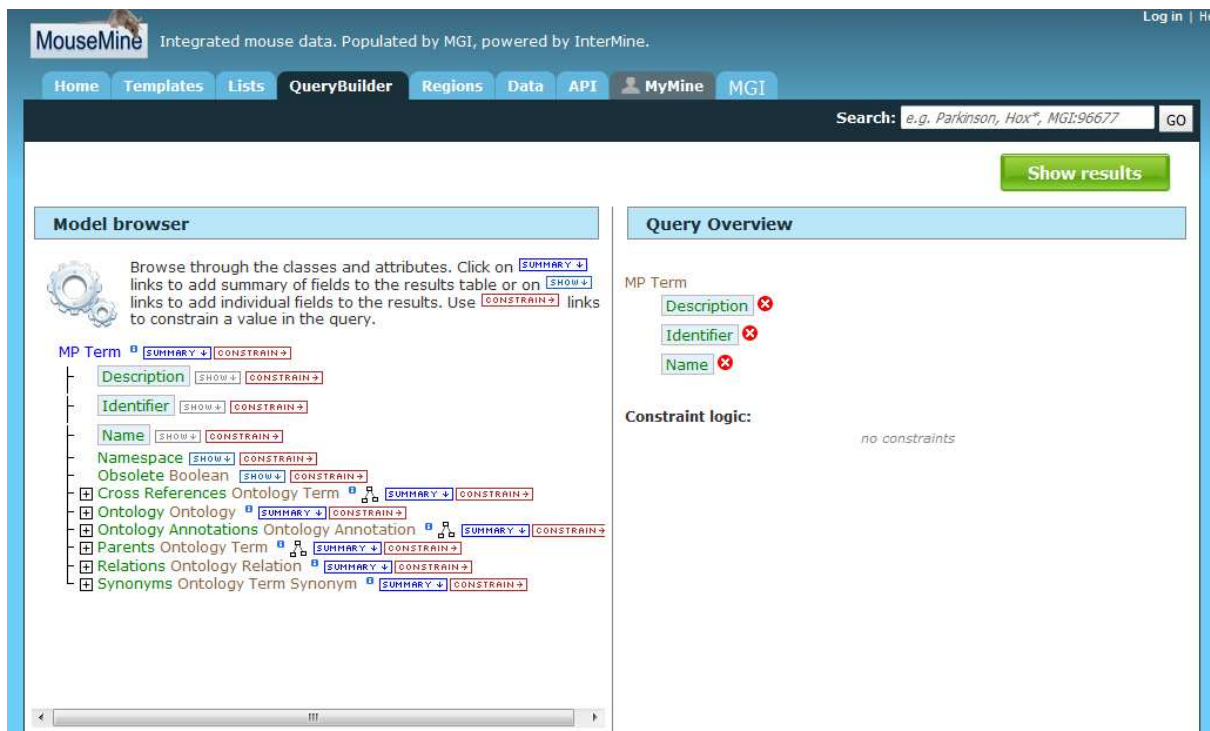 Log in | H
MouseMine Integrated mouse data. Populated by MGI, powered by InterMine.
Home Templates Lists QueryBuilder Regions Data API MyMine MGI
Search: e.g. Parkinson, Hox*, MGI:96677 GO
Show results
Model browser
Browse through the classes and attributes. Click on SUMMARY
links to add summary of fields to the results table or on SHOW
links to add individual fields to the results. Use CONSTRAIN links
to constrain a value in the query.
MP Term SUMMARY CONSTRAIN
Description SHOW CONSTRAIN
Identifier SHOW CONSTRAIN
Name SHOW CONSTRAIN
Namespace SHOW CONSTRAIN
Obsolete Boolean SHOW CONSTRAIN
Cross References Ontology Term SUMMARY CONSTRAIN
Ontology Ontology SUMMARY CONSTRAIN
Ontology Annotations Ontology Annotation SUMMARY CONSTRAIN
Parents Ontology Term SUMMARY CONSTRAIN
Relations Ontology Relation SUMMARY CONSTRAIN
Synonyms Ontology Term Synonym SUMMARY CONSTRAIN
Query Overview
MP Term
Description
Identifier
Name
Constraint logic:
no constraints